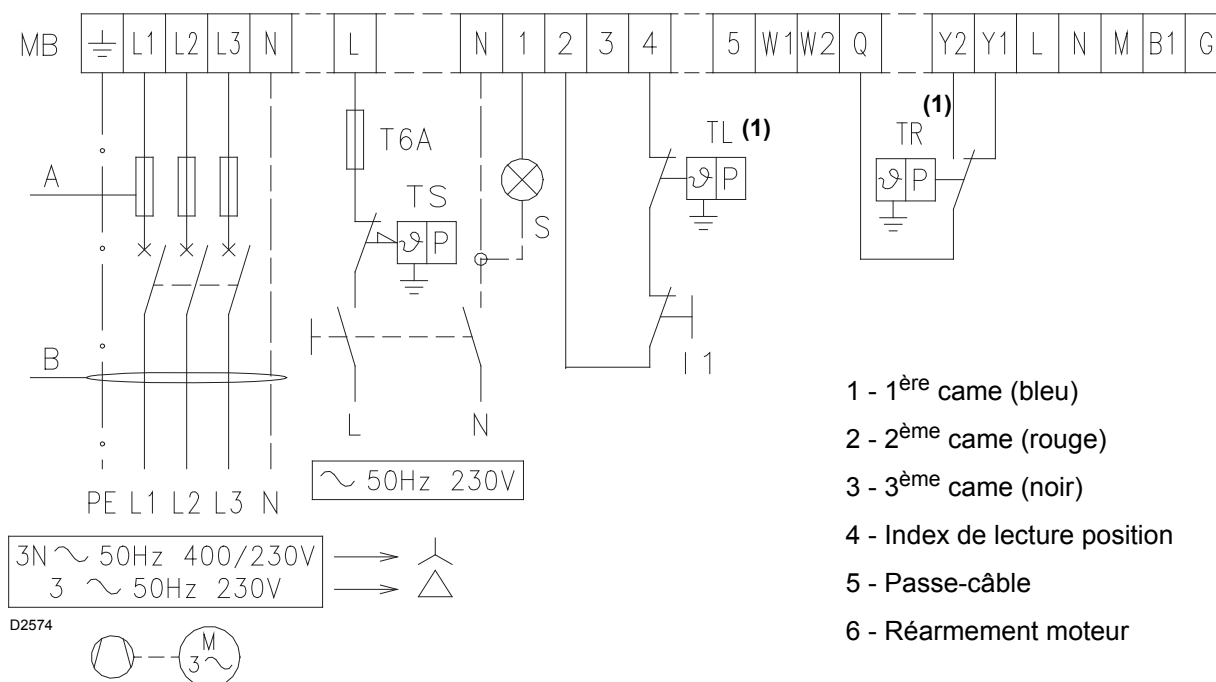 MB L1 L2 L3 N L N 1 2 3 4 5 W1 W2 Q Y2 Y1 L N M B1 G
(1)
T6A TL (1) TR
A
TS ϑ P ϑ P
ϑ P S
B
I1
L N
1 - 1ère came (bleu)
2 - 2ème came (rouge)
3 - 3ème came (noir)
4 - Index de lecture position
5 - Passe-câble
6 - Réarmement moteur
~ 50Hz 230V
PE L1 L2 L3 N
3N ~ 50Hz 400/230V
3 ~ 50Hz 230V
D2574
M
3~